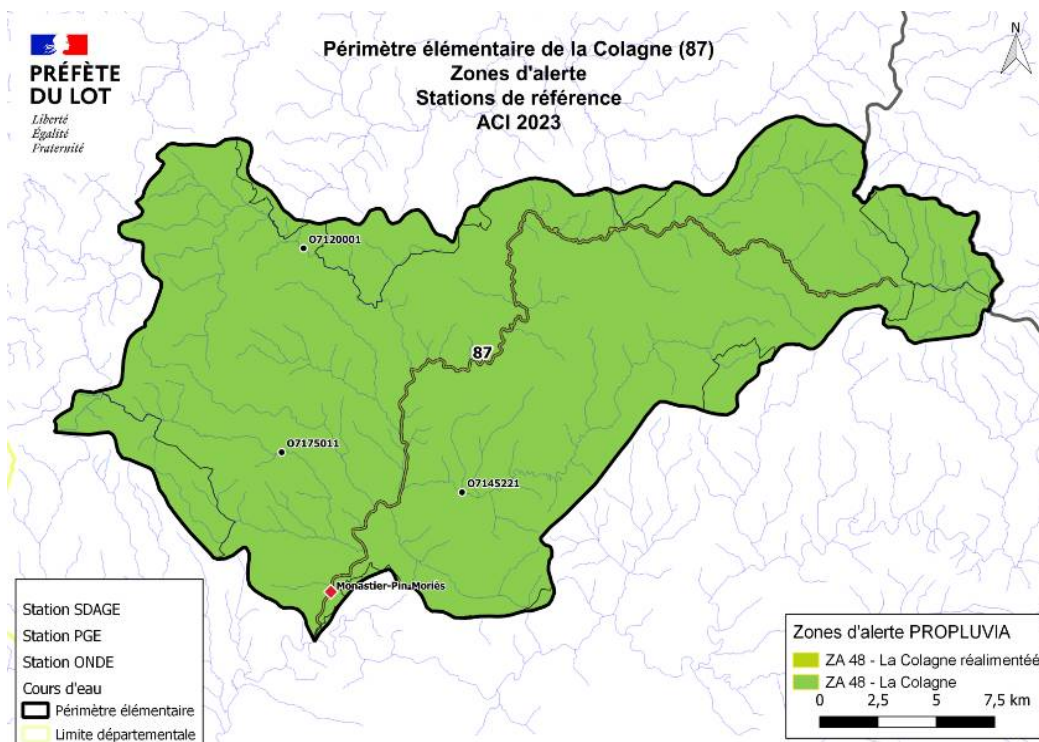 PRÉFÈTE
DU LOT
Liberté
Égalité
Fraternité
Périmètre élémentaire de la Colagne (87)
Zones d'alerte
Stations de référence
ACI 2023
N
O7120001
87
O7175011
O7145221
Monastier-Pin-Moriés
Station SDAGE
Station PGE
Station ONDE
Cours d'eau
Périmètre élémentaire
Limite départementale
Zones d'alerte PROPLUVIA
ZA 48 - La Colagne réalimentéé
ZA 48 - La Colagne
0 2,5 5 7,5 km